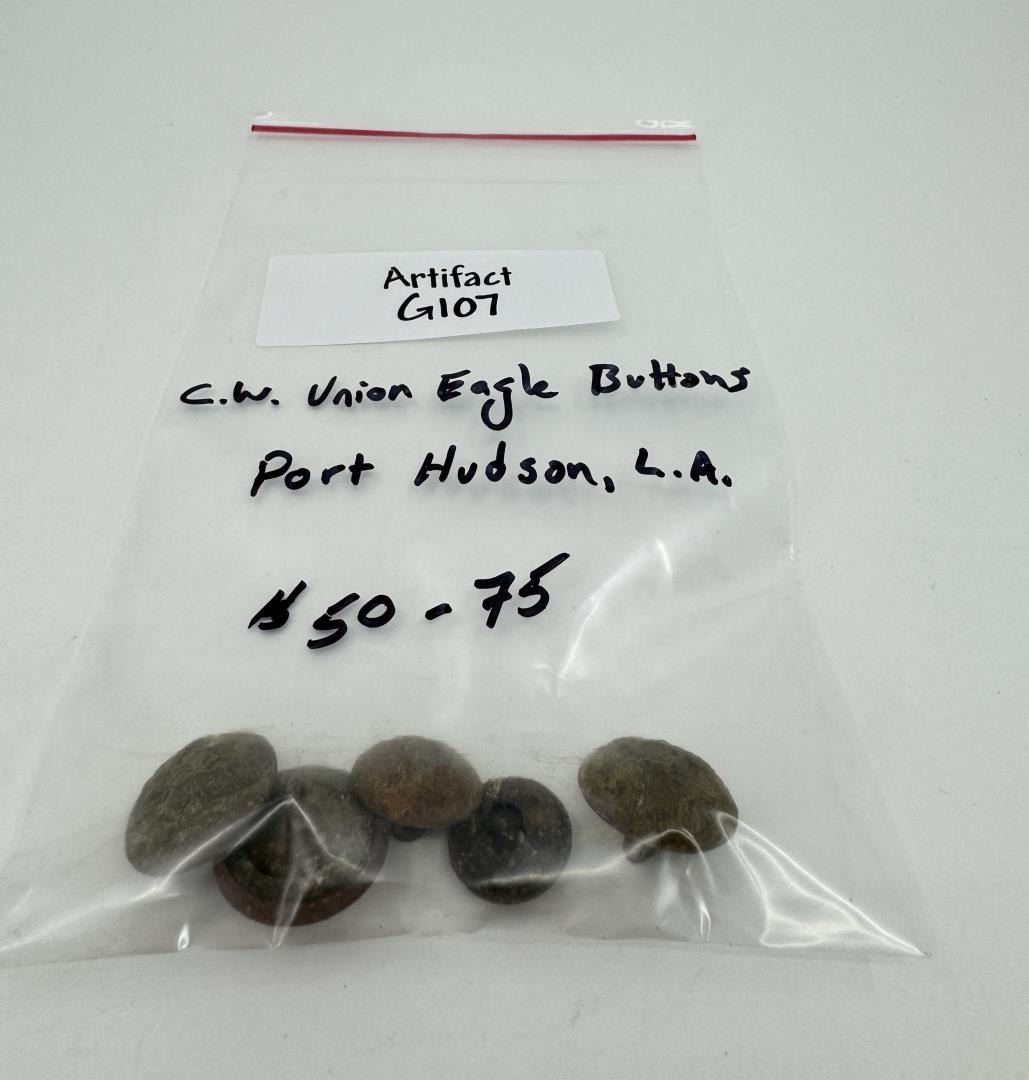 Artifact
G107
C.W. Union Eagle Buttons
Port Hudson, L.A.
$50-75